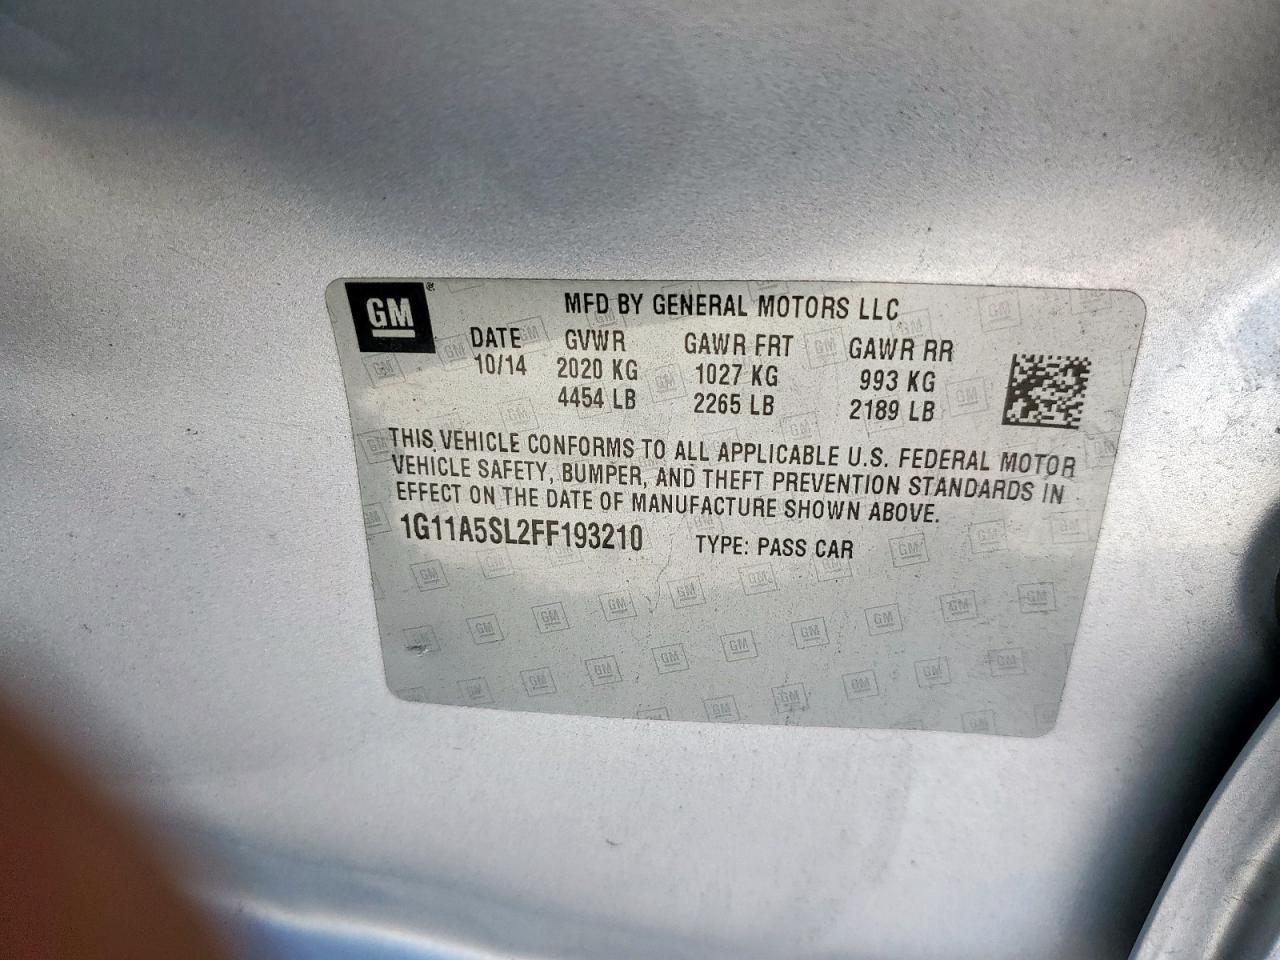 GM®
MFD BY GENERAL MOTORS LLC
DATE GVWR GAWR FRT GAWR RR
10/14 2020 KG 1027 KG 993 KG
4454 LB 2265 LB 2189 LB
THIS VEHICLE CONFORMS TO ALL APPLICABLE U.S. FEDERAL MOTOR
VEHICLE SAFETY, BUMPER, AND THEFT PREVENTION STANDARDS IN
EFFECT ON THE DATE OF MANUFACTURE SHOWN ABOVE.
1G11A5SL2FF193210 TYPE: PASS CAR